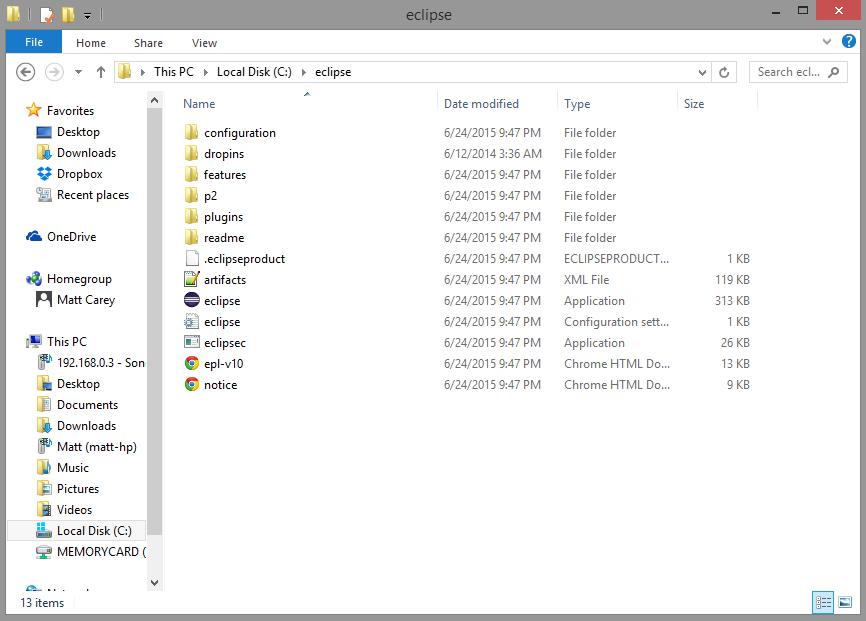 eclipse
File Home Share View
This PC Local Disk (C:) eclipse Search ecl...
Name Date modified Type Size
Favorites
Desktop
Downloads
Dropbox
Recent places
OneDrive
Homegroup
Matt Carey
This PC
192.168.0.3 - Son
Desktop
Documents
Downloads
Matt (matt-hp)
Music
Pictures
Videos
Local Disk (C:)
MEMORYCARD (
configuration 6/24/2015 9:47 PM File folder
dropins 6/12/2014 3:36 AM File folder
features 6/24/2015 9:47 PM File folder
p2 6/24/2015 9:47 PM File folder
plugins 6/24/2015 9:47 PM File folder
readme 6/24/2015 9:47 PM File folder
.eclipseproduct 6/24/2015 9:47 PM ECLIPSEPRODUCT... 1 KB
artifacts 6/24/2015 9:47 PM XML File 119 KB
eclipse 6/24/2015 9:47 PM Application 313 KB
eclipse 6/24/2015 9:47 PM Configuration sett... 1 KB
eclipsec 6/24/2015 9:47 PM Application 26 KB
epl-v10 6/24/2015 9:47 PM Chrome HTML Do... 13 KB
notice 6/24/2015 9:47 PM Chrome HTML Do... 9 KB
13 items